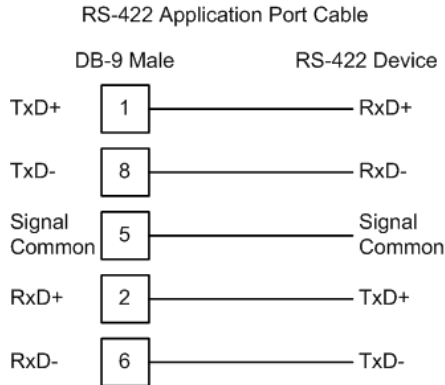 RS-422 Application Port Cable
DB-9 Male RS-422 Device
TxD+ 1 RxD+
TxD- 8 RxD-
Signal Common 5 Signal Common
RxD+ 2 TxD+
RxD- 6 TxD-